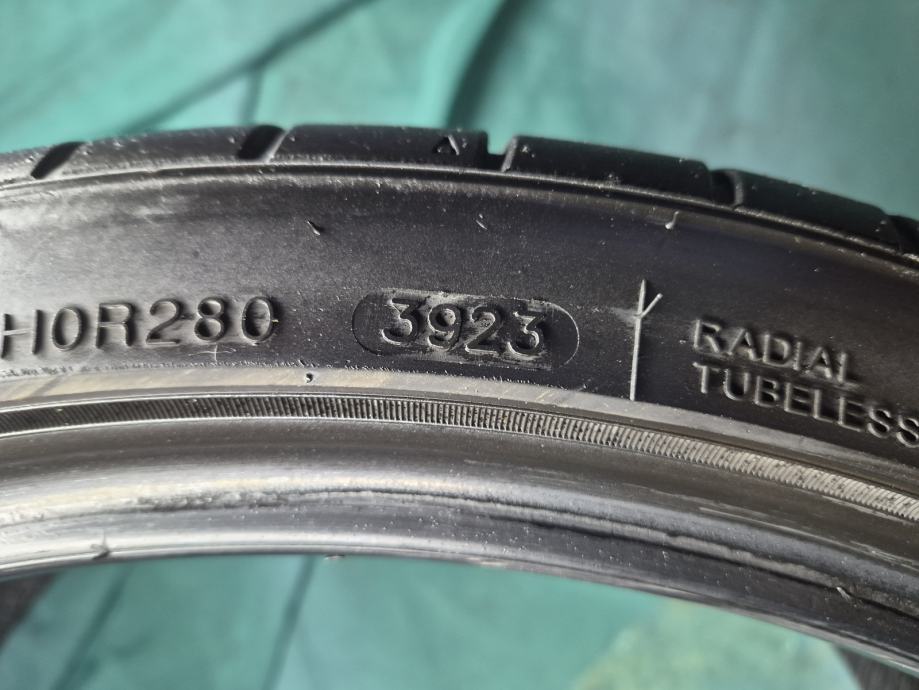 H0R280
3923
RADIAL
TUBELESS